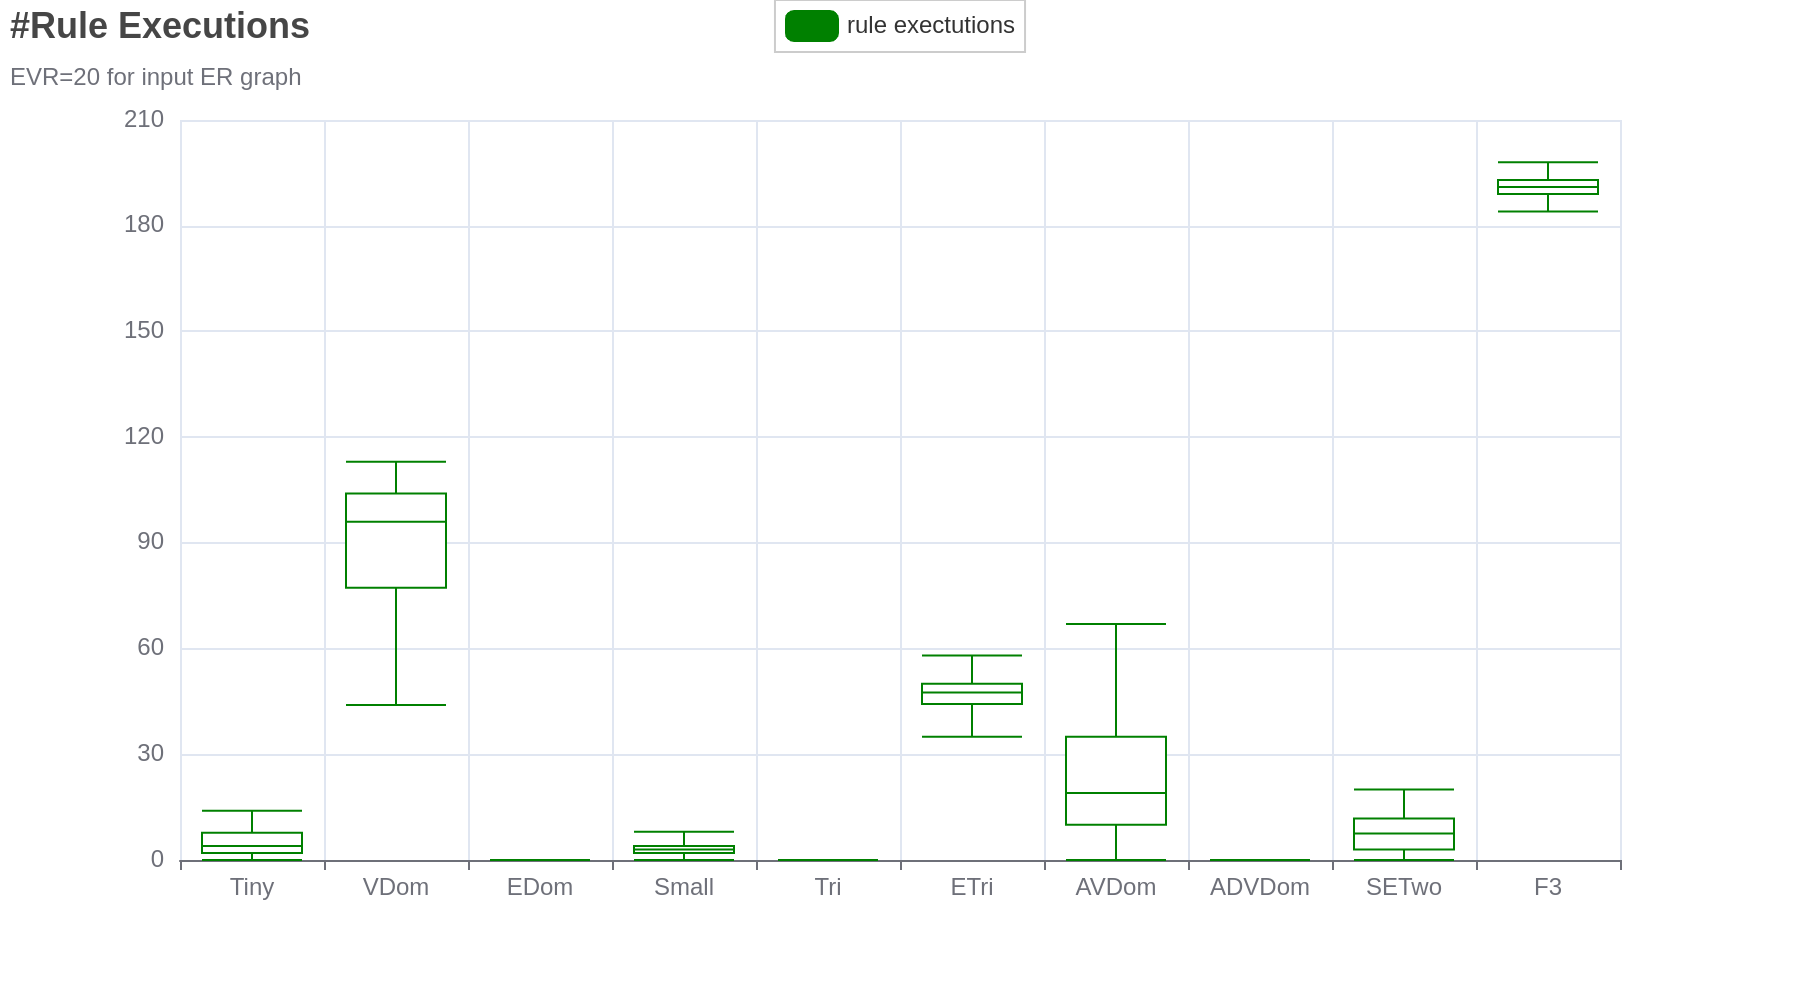 #Rule Executions
rule exectutions
EVR=20 for input ER graph
210
180
150
120
90
60
30
0
Tiny VDom EDom Small Tri ETri AVDom ADVDom SETwo F3